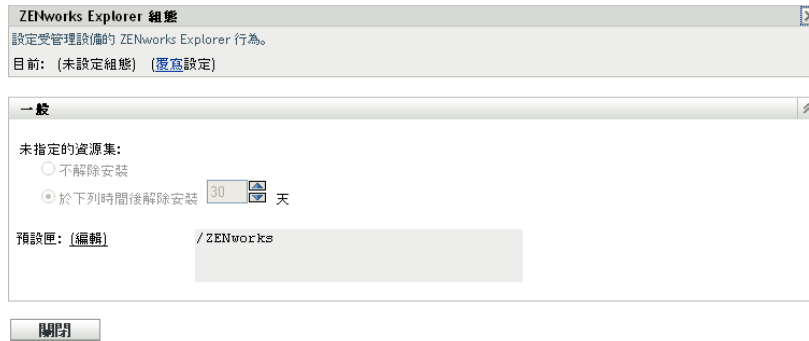 ZENworks Explorer 組態
設定受管理設備的 ZENworks Explorer 行為。
目前: (未設定組態) (覆寫設定)
一般
未指定的資源集:
不解除安裝
於下列時間後解除安裝 30 天
預設匣: (編輯) /ZENworks
關閉